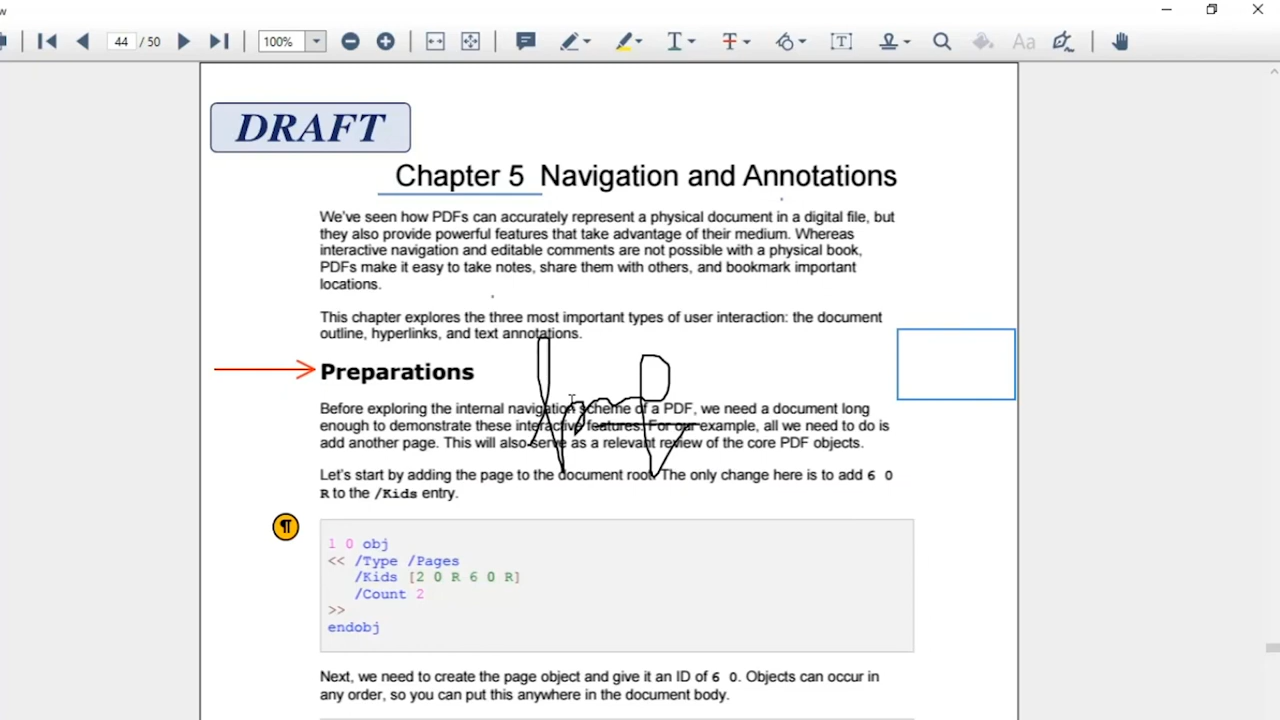 44 / 50
100%
DRAFT
Chapter 5 Navigation and Annotations
We've seen how PDFs can accurately represent a physical document in a digital file, but
they also provide powerful features that take advantage of their medium. Whereas
interactive navigation and editable comments are not possible with a physical book,
PDFs make it easy to take notes, share them with others, and bookmark important
locations.
This chapter explores the three most important types of user interaction: the document
outline, hyperlinks, and text annotations.
Preparations
Before exploring the internal navigation scheme of a PDF, we need a document long
enough to demonstrate these interactive features. For our example, all we need to do is
add another page. This will also serve as a relevant review of the core PDF objects.
Let's start by adding the page to the document root. The only change here is to add 6 0
R to the /Kids entry.
1 0 obj
<< /Type /Pages
/Kids [2 0 R 6 0 R]
/Count 2
>>
endobj
Next, we need to create the page object and give it an ID of 6 0. Objects can occur in
any order, so you can put this anywhere in the document body.